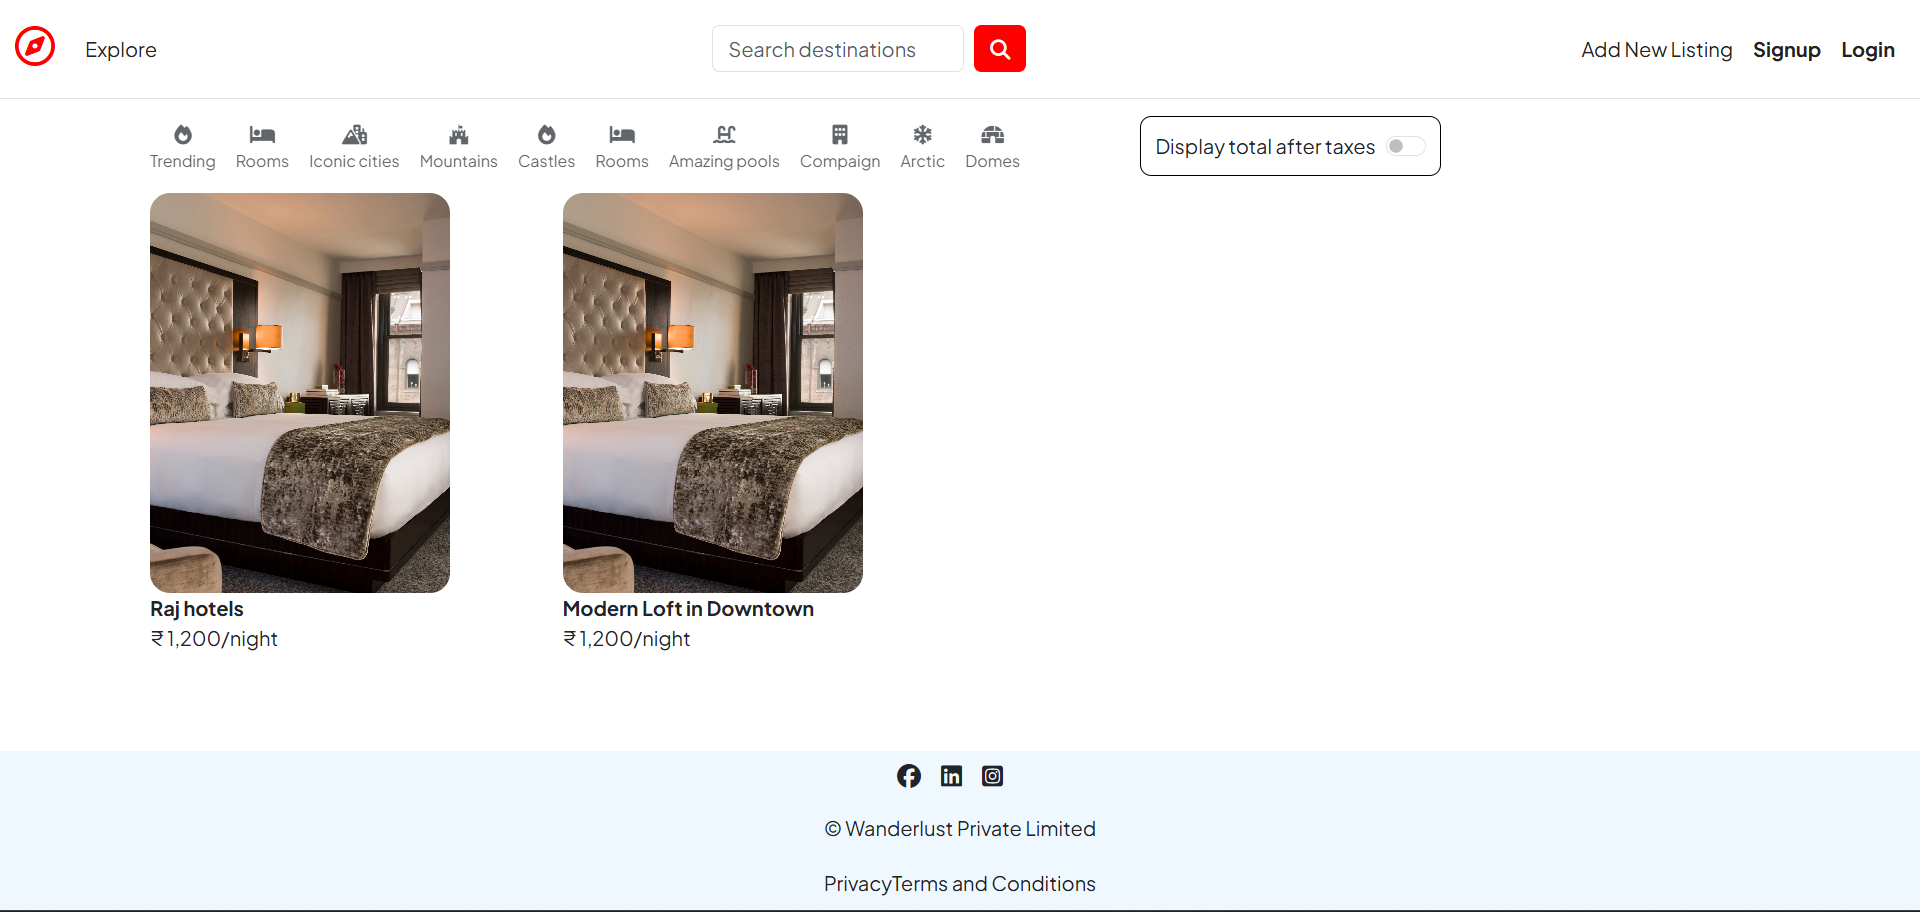 Explore
Search destinations
Add New Listing Signup Login
Trending Rooms Iconic cities Mountains Castles Rooms Amazing pools Compaign Arctic Domes
Display total after taxes
Raj hotels
₹1,200/night
Modern Loft in Downtown
₹1,200/night
© Wanderlust Private Limited
PrivacyTerms and Conditions